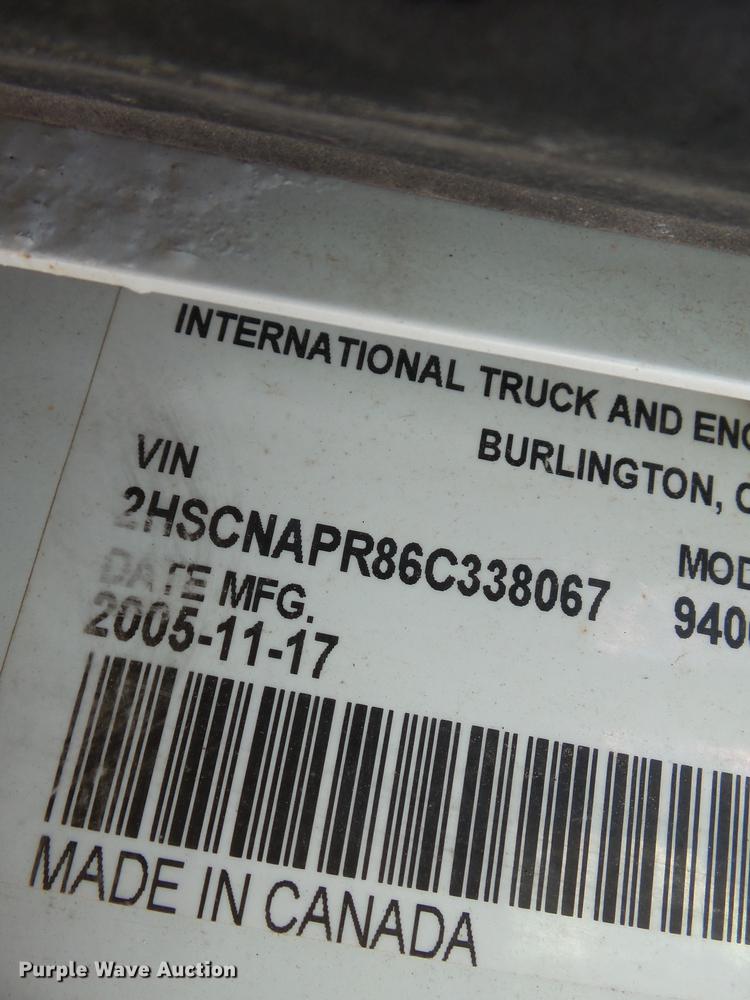 INTERNATIONAL TRUCK AND ENG
BURLINGTON, O
VIN
2HSCNAPR86C338067
MOD
DATE MFG.
940
2005-11-17
MADE IN CANADA
Purple Wave Auction